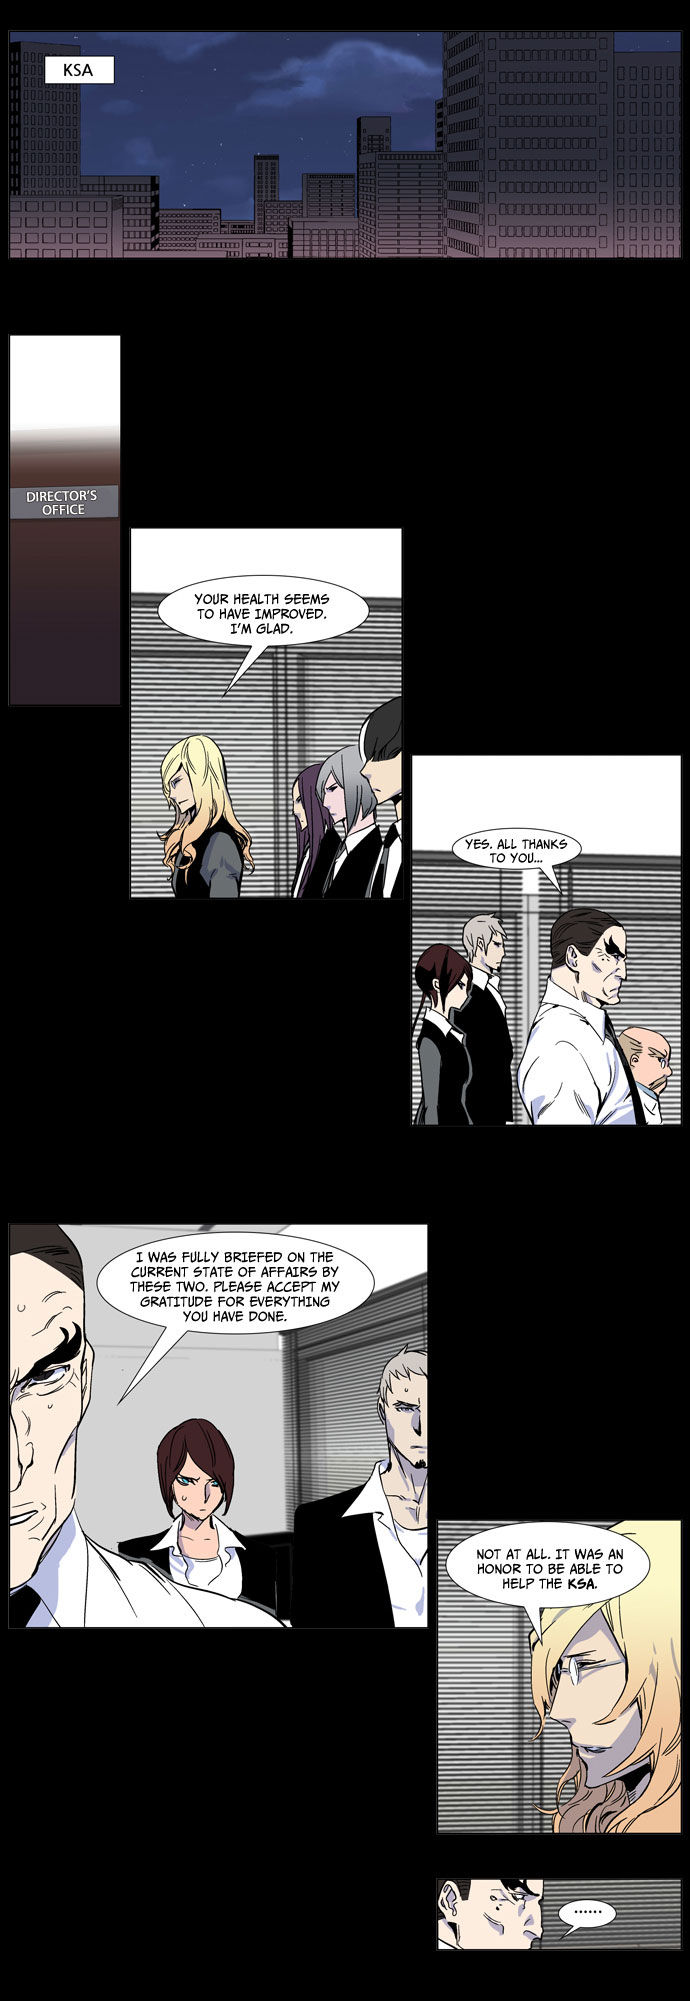 KSA
DIRECTOR'S
OFFICE
YOUR HEALTH SEEMS
TO HAVE IMPROVED.
I'M GLAD.
YES. ALL THANKS
TO YOU...
I WAS FULLY BRIEFED ON THE
CURRENT STATE OF AFFAIRS BY
THESE TWO. PLEASE ACCEPT MY
GRATITUDE FOR EVERYTHING
YOU HAVE DONE.
NOT AT ALL. IT WAS AN
HONOR TO BE ABLE TO
HELP THE KSA.
......